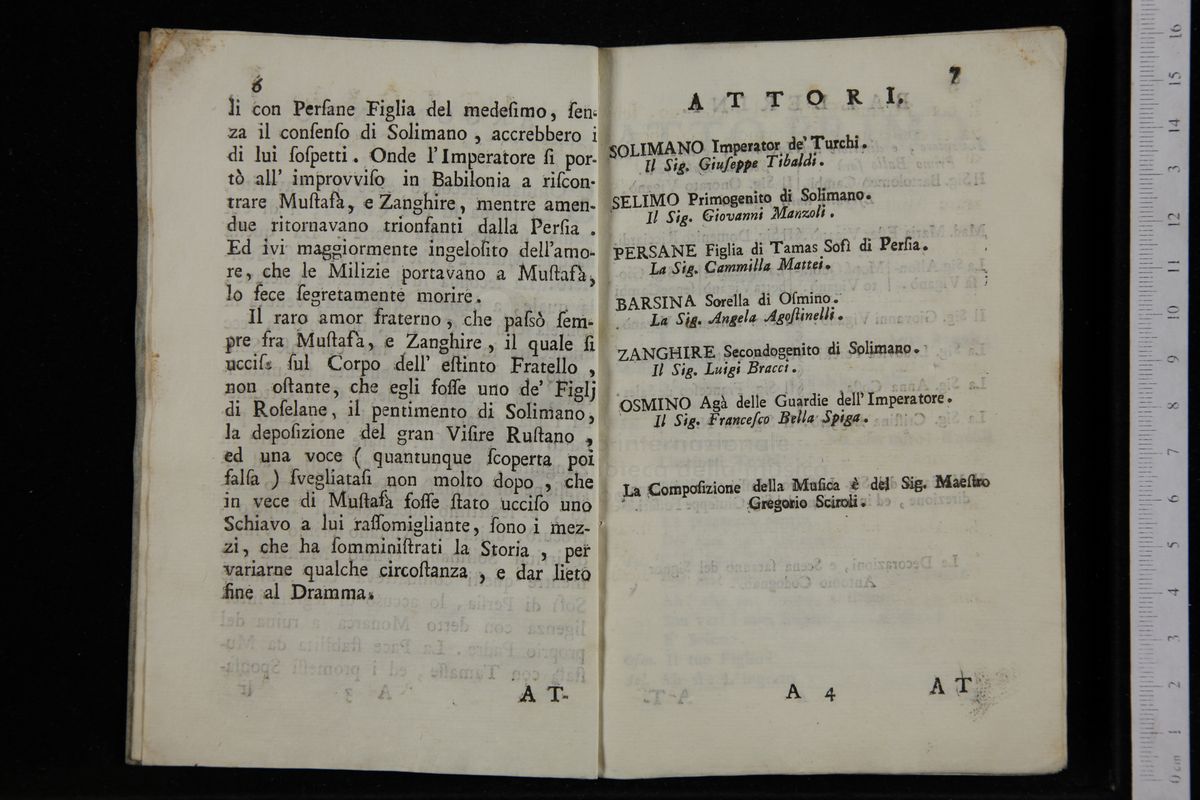 6
li con Perſane Figlia del medeſimo, ſen-
za il conſenſo di Solimano, accrebbero i
di lui ſoſpetti. Onde l'Imperatore ſi por-
tò all' improvviſo in Babilonia a riſcon-
trare Muſtafà, e Zanghire, mentre amen-
due ritornavano trionfanti dalla Perſia.
Ed ivi maggiormente ingeloſito dell'amo-
re, che le Milizie portavano a Muſtafà,
lo fece ſegretamente morire.
Il raro amor fraterno, che paſsò ſem-
pre fra Muſtafà, e Zanghire, il quale ſi
ucciſe ſul Corpo dell' eſtinto Fratello,
non oſtante, che egli foſſe uno de' Figlj
di Roſelane, il pentimento di Solimano,
la depoſizione del gran Viſire Ruſtano,
ed una voce ( quantunque ſcoperta poi
falſa ) ſvegliataſi non molto dopo, che
in vece di Muſtafà foſſe ſtato ucciſo uno
Schiavo a lui raſſomigliante, ſono i mez-
zi, che ha ſomminiſtrati la Storia, per
variarne qualche circoſtanza, e dar lieto
fine al Dramma.
AT-
7
ATTORI.
SOLIMANO Imperator de' Turchi.
Il Sig. Giuſeppe Tibaldi.
SELIMO Primogenito di Solimano.
Il Sig. Giovanni Manzoli.
PERSANE Figlia di Tamas Sofì di Perſia.
La Sig. Cammilla Mattei.
BARSINA Sorella di Oſmino.
La Sig. Angela Agoſtinelli.
ZANGHIRE Secondogenito di Solimano.
Il Sig. Luigi Bracci.
OSMINO Agà delle Guardie dell'Imperatore.
Il Sig. Franceſco Bella Spiga.
La Compoſizione della Muſica è del Sig. Maeſtro
Gregorio Sciroli.
A 4
AT